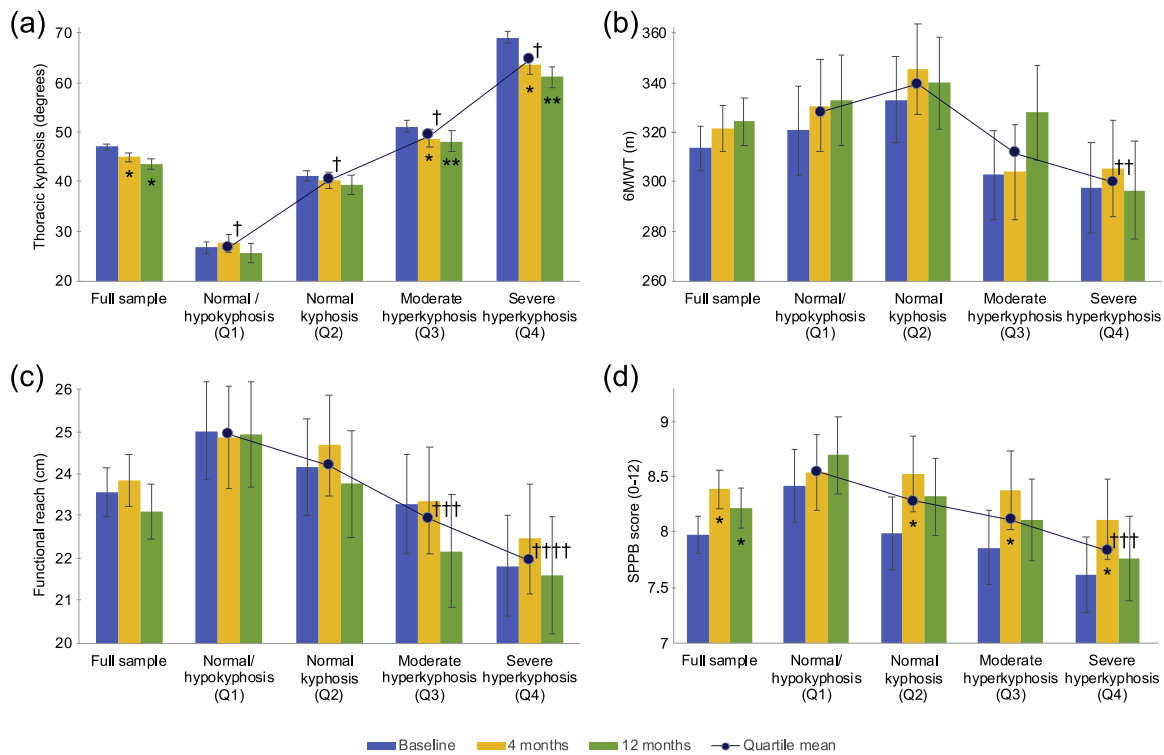 (a)
Thoracic kyphosis (degrees)
70
60
50
40
30
20
*
*
†
†
†
*
**
†
*
**
Full sample
Normal /
hypokyphosis
(Q1)
Normal
kyphosis
(Q2)
Moderate
hyperkyphosis
(Q3)
Severe
hyperkyphosis
(Q4)
(b)
6MWT (m)
360
340
320
300
280
260
††
Full sample
Normal/
hypokyphosis
(Q1)
Normal
kyphosis
(Q2)
Moderate
hyperkyphosis
(Q3)
Severe
hyperkyphosis
(Q4)
(c)
Functional reach (cm)
26
25
24
23
22
21
20
†††
††††
Full sample
Normal/
hypokyphosis
(Q1)
Normal
kyphosis
(Q2)
Moderate
hyperkyphosis
(Q3)
Severe
hyperkyphosis
(Q4)
(d)
SPPB score (0–12)
9
8.5
8
7.5
7
*
*
*
*
†††
*
Full sample
Normal/
hypokyphosis
(Q1)
Normal
kyphosis
(Q2)
Moderate
hyperkyphosis
(Q3)
Severe
hyperkyphosis
(Q4)
Baseline 4 months 12 months Quartile mean